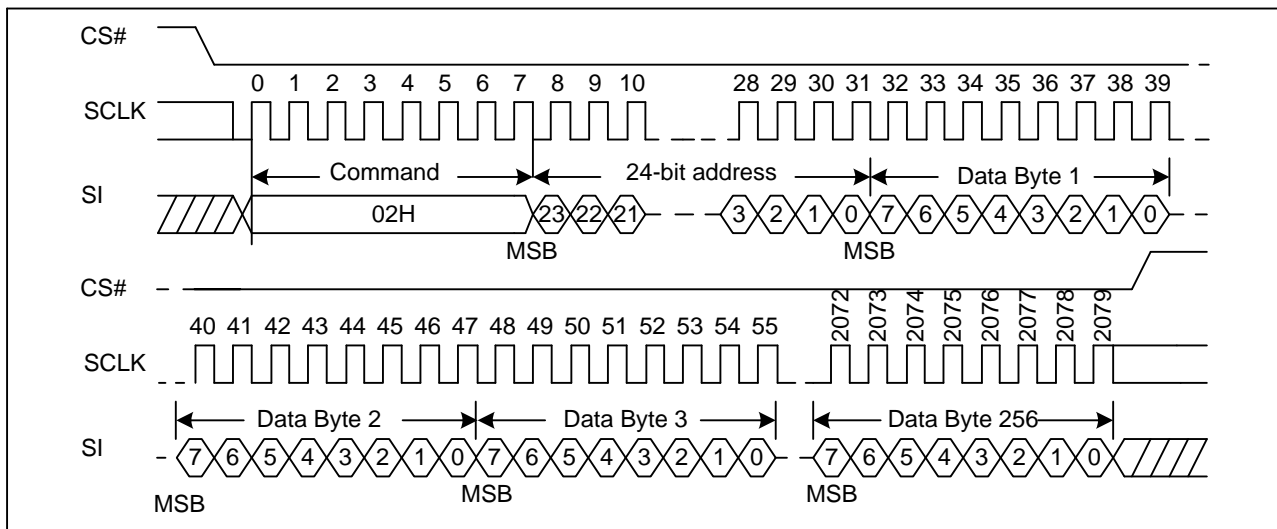 CS#
0 1 2 3 4 5 6 7 8 9 10 28 29 30 31 32 33 34 35 36 37 38 39
SCLK
Command 24-bit address Data Byte 1
SI
02H 23 22 21 3 2 1 0 7 6 5 4 3 2 1 0
MSB MSB
CS#
2072 2073 2074 2075 2076 2077 2078 2079
40 41 42 43 44 45 46 47 48 49 50 51 52 53 54 55
SCLK
Data Byte 2 Data Byte 3 Data Byte 256
SI
7 6 5 4 3 2 1 0 7 6 5 4 3 2 1 0 7 6 5 4 3 2 1 0
MSB MSB MSB